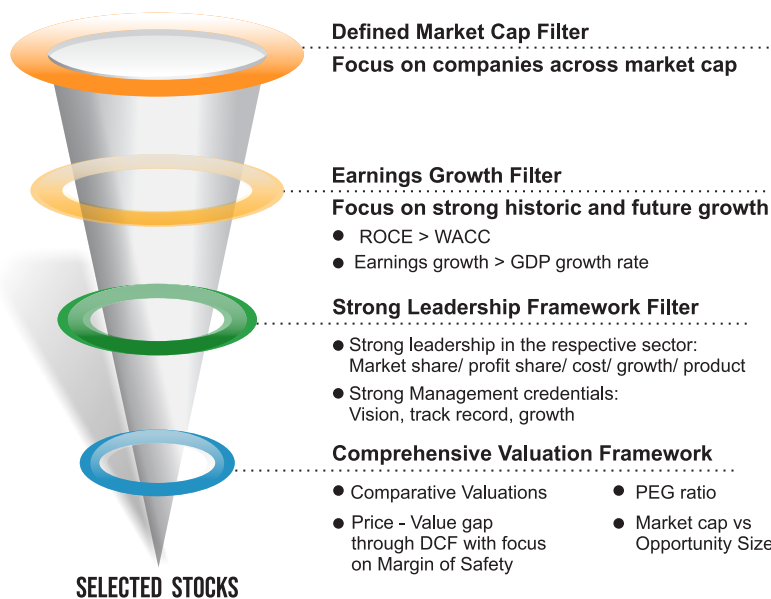 Defined Market Cap Filter
Focus on companies across market cap
Earnings Growth Filter
Focus on strong historic and future growth
● ROCE > WACC
● Earnings growth > GDP growth rate
Strong Leadership Framework Filter
● Strong leadership in the respective sector:
Market share/ profit share/ cost/ growth/ product
● Strong Management credentials:
Vision, track record, growth
Comprehensive Valuation Framework
● Comparative Valuations
● Price - Value gap
through DCF with focus
on Margin of Safety
● PEG ratio
● Market cap vs
Opportunity Size
SELECTED STOCKS